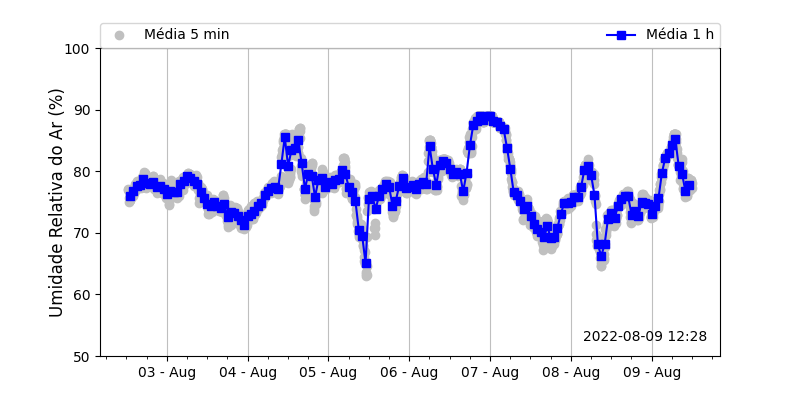 Média 5 min
Média 1 h
Umidade Relativa do Ar (%)
100
90
80
70
60
50
2022-08-09 12:28
03 - Aug
04 - Aug
05 - Aug
06 - Aug
07 - Aug
08 - Aug
09 - Aug